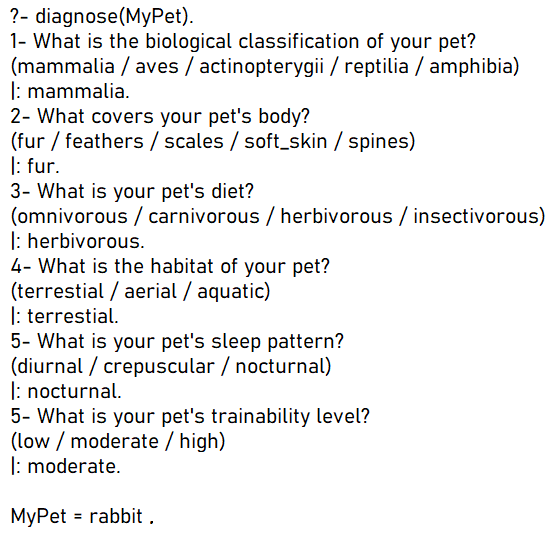 ?- diagnose(MyPet).
1- What is the biological classification of your pet?
(mammalia / aves / actinopterygii / reptilia / amphibia)
|: mammalia.
2- What covers your pet's body?
(fur / feathers / scales / soft_skin / spines)
|: fur.
3- What is your pet's diet?
(omnivorous / carnivorous / herbivorous / insectivorous)
|: herbivorous.
4- What is the habitat of your pet?
(terrestial / aerial / aquatic)
|: terrestial.
5- What is your pet's sleep pattern?
(diurnal / crepuscular / nocturnal)
|: nocturnal.
5- What is your pet's trainability level?
(low / moderate / high)
|: moderate.
MyPet = rabbit .